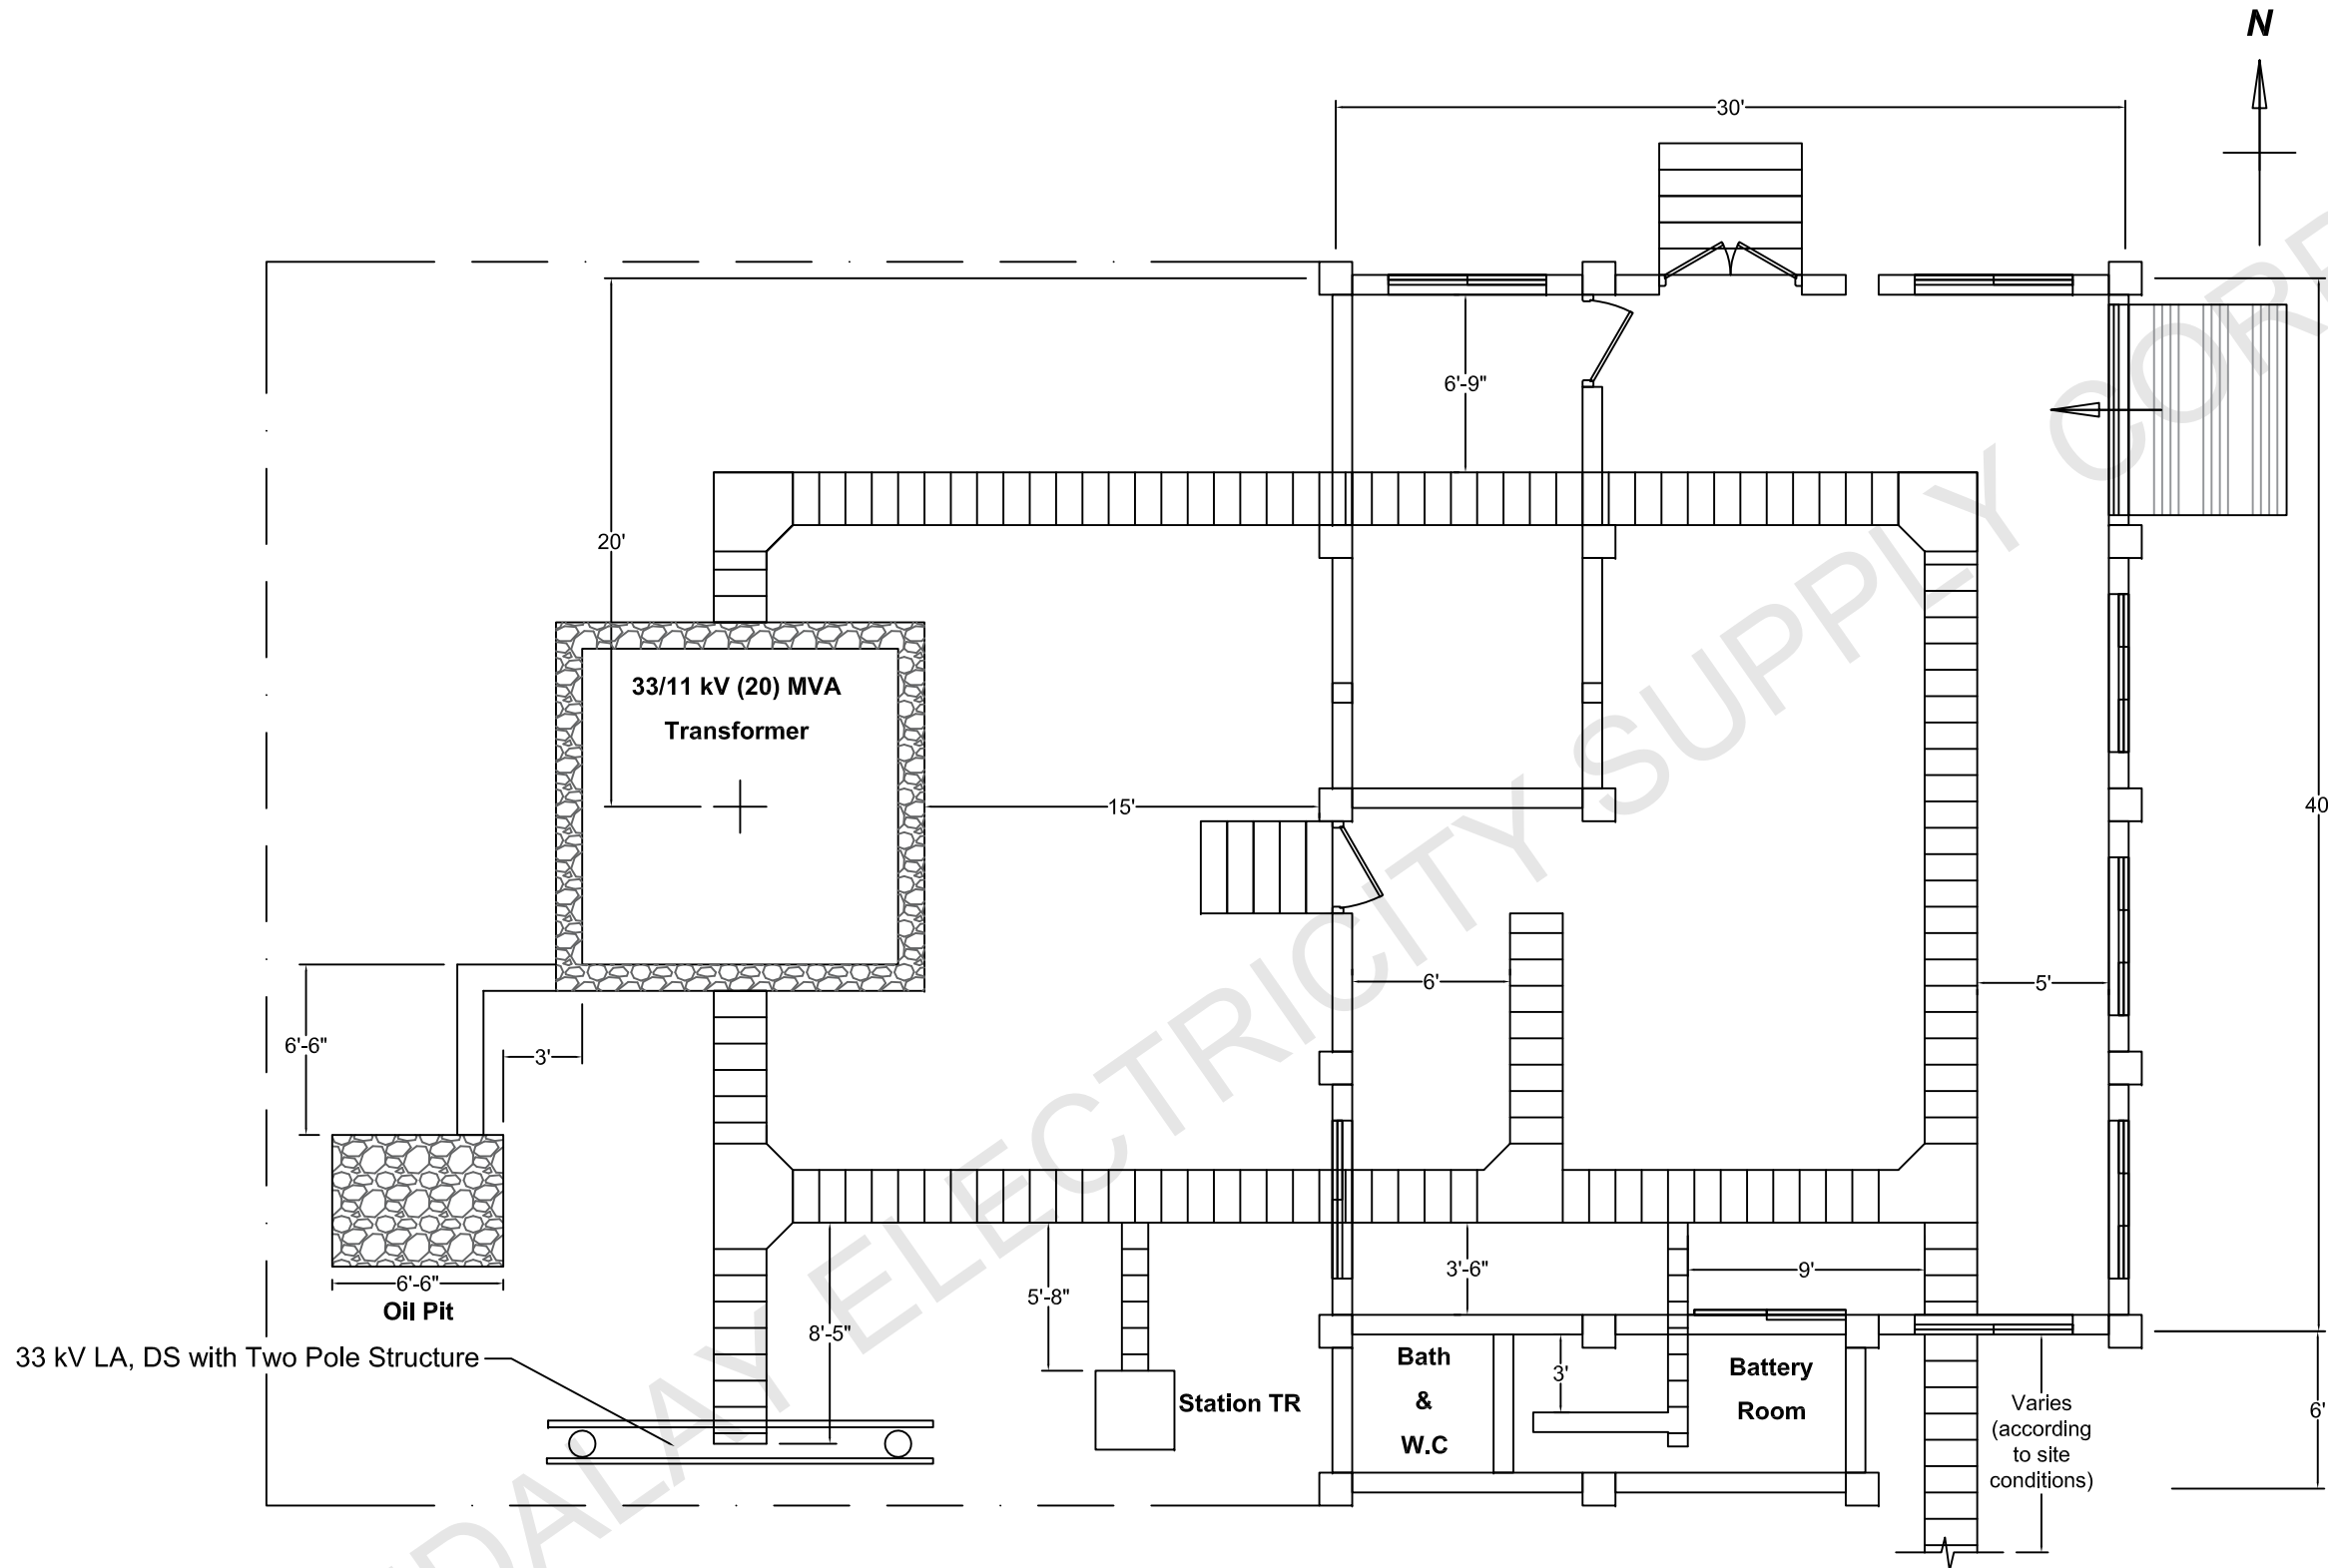 N
30'
6'-9"
20'
33/11 kV (20) MVA
Transformer
15'
40
6'
5'
6'-6"
3'
6'-6"
Oil Pit
3'-6"
9'
5'-8"
8'-5"
33 kV LA, DS with Two Pole Structure
Station TR
Bath
&
W.C
3'
Battery
Room
Varies
(according
to site
conditions)
6'
DALAY ELECTRICITY SUPPLY CORP